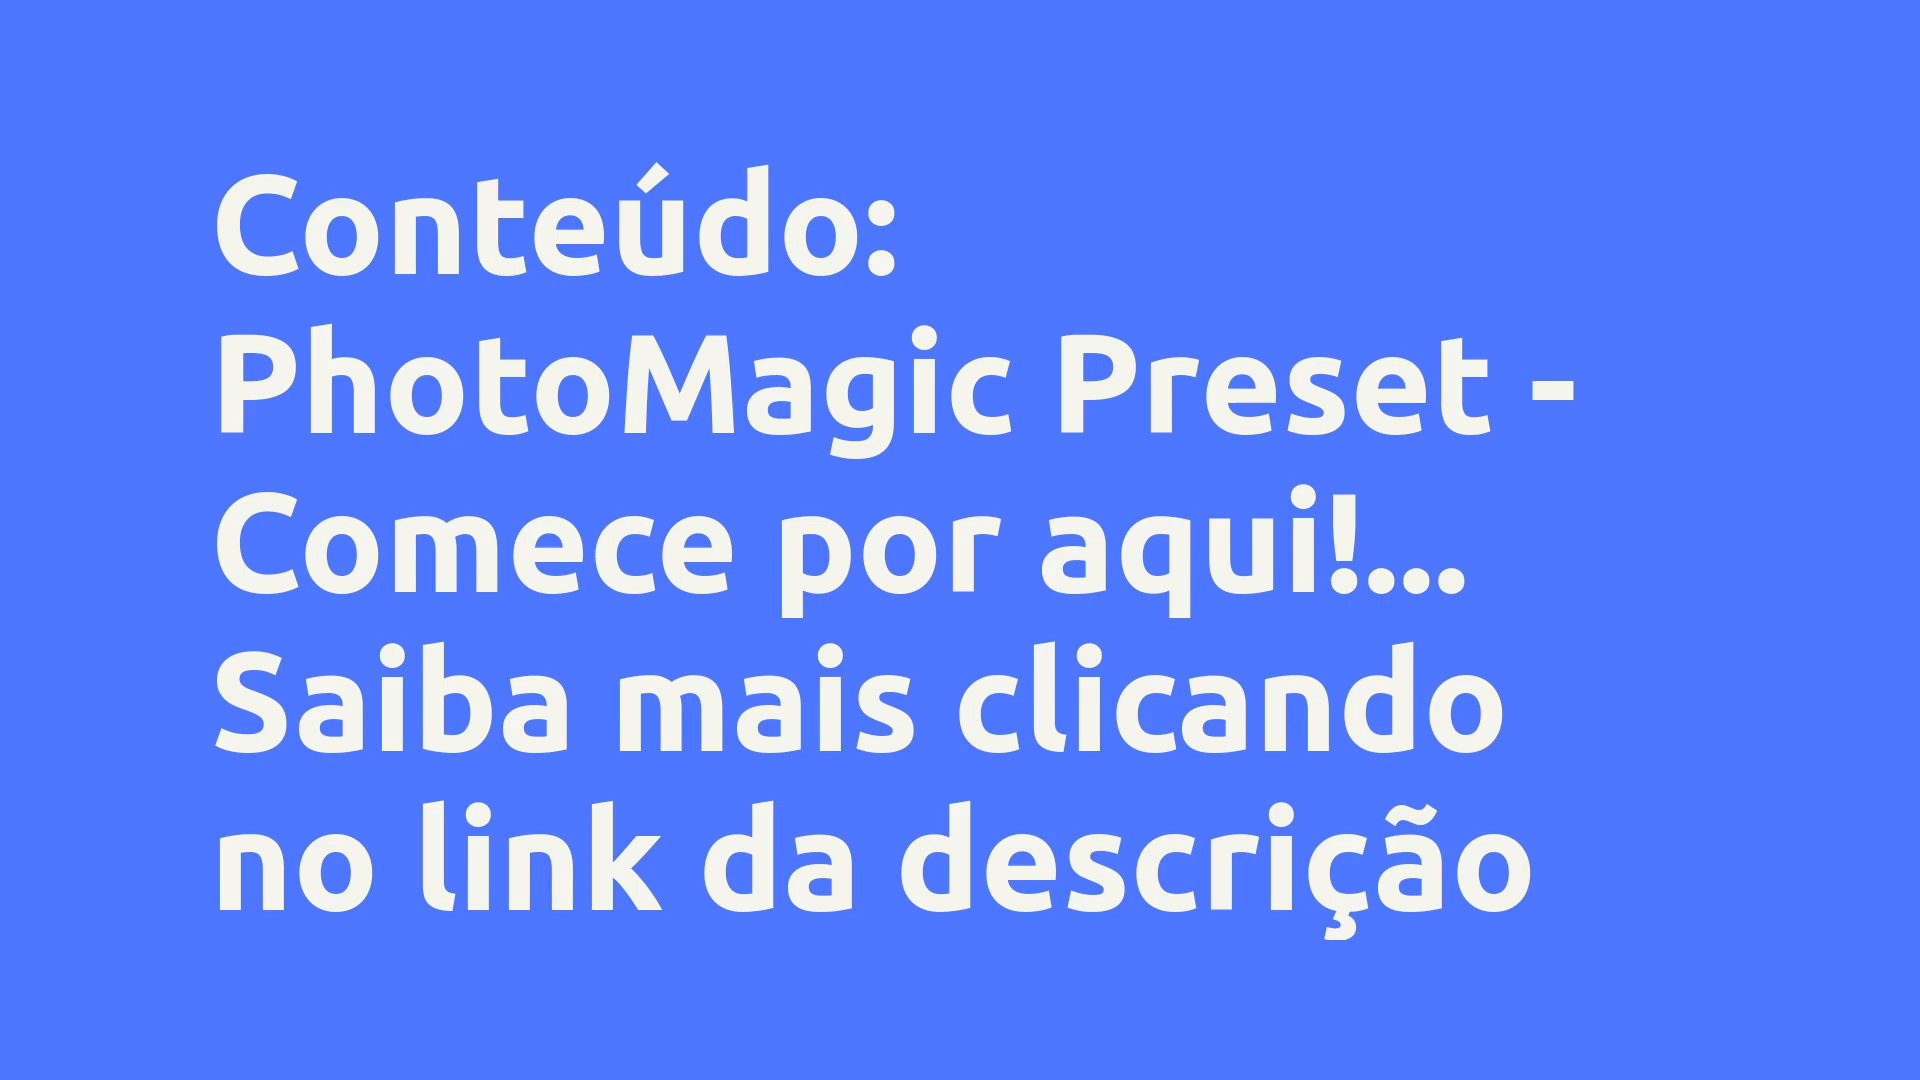 Conteúdo:
PhotoMagic Preset -
Comece por aqui!....
Saiba mais clicando
no link da descrição